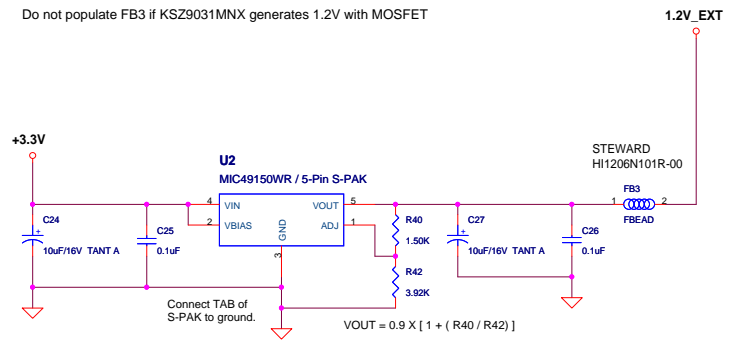 Do not populate FB3 if KSZ9031MNX generates 1.2V with MOSFET
1.2V_EXT
+3.3V
U2
MIC49150WR / 5-Pin S-PAK
STEWARD
HI1206N101R-00
FB3
1
2
FBEAD
4
VIN
VOUT
5
2
VBIAS
ADJ
1
GND
3
C24
+
10uF/16V TANT A
C25
0.1uF
R40
1.50K
R42
3.92K
C27
+
10uF/16V TANT A
C26
0.1uF
Connect TAB of
S-PAK to ground.
VOUT = 0.9 X [ 1 + ( R40 / R42) ]